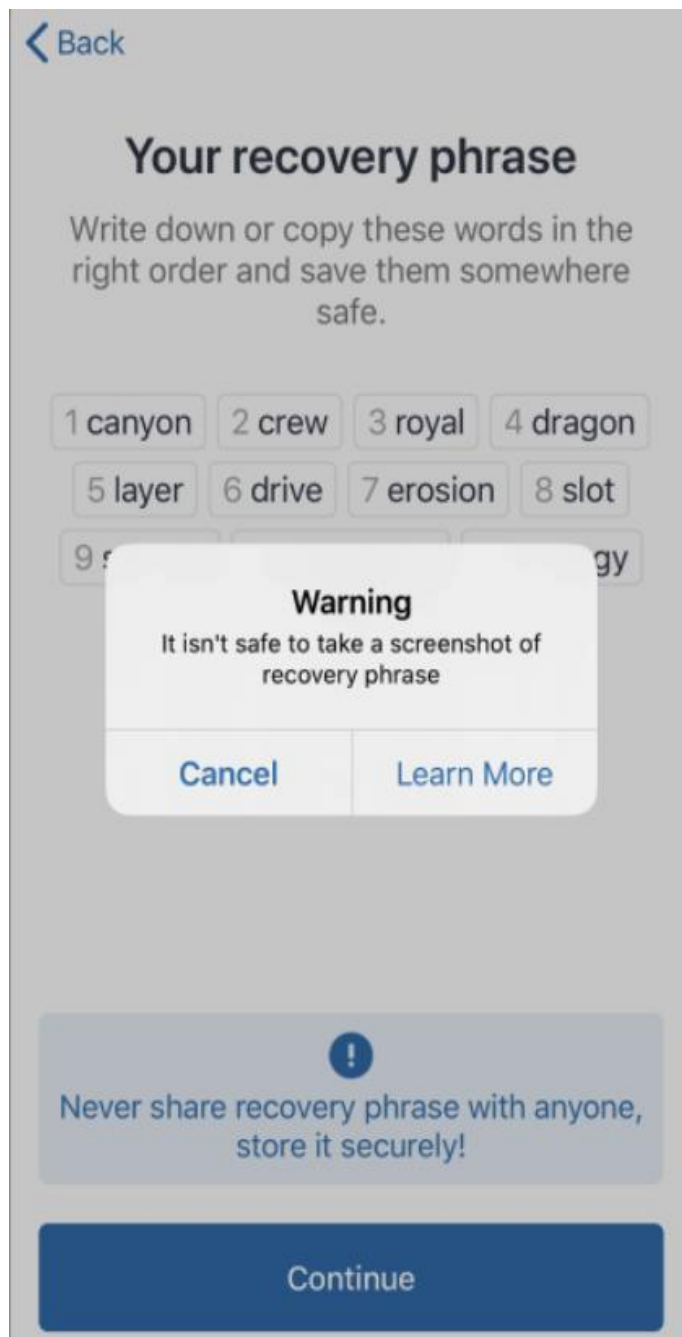 Back
Your recovery phrase
Write down or copy these words in the
right order and save them somewhere
safe.
1 canyon 2 crew 3 royal 4 dragon
5 layer 6 drive 7 erosion 8 slot
9
Warning
It isn't safe to take a screenshot of
recovery phrase
Cancel Learn More
Never share recovery phrase with anyone,
store it securely!
Continue